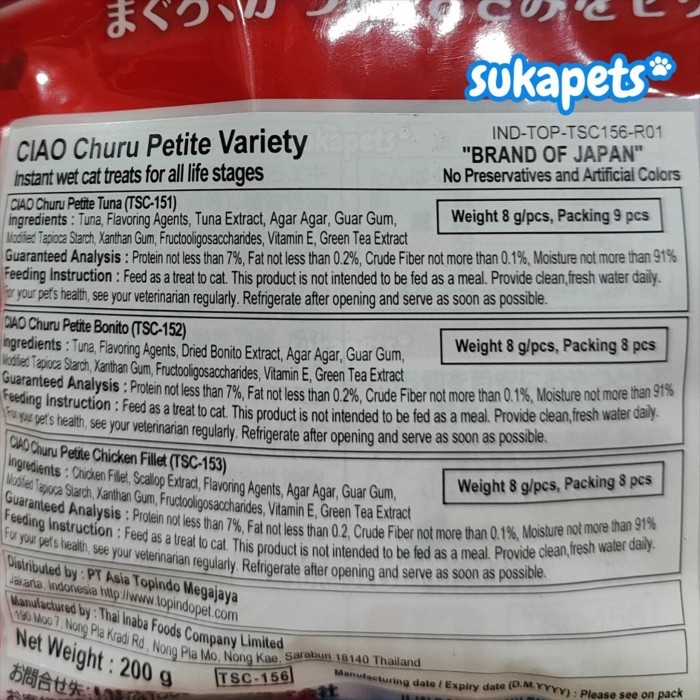 まぐろ、か
sukapets
CIAO Churu Petite Variety
Instant wet cat treats for all life stages
IND-TOP-TSC156-R01
"BRAND OF JAPAN"
No Preservatives and Artificial Colors
CIAO Churu Petite Tuna (TSC-151)
Weight 8 g/pcs, Packing 9 pcs
Ingredients : Tuna, Flavoring Agents, Tuna Extract, Agar Agar, Guar Gum,
Modified Tapioca Starch, Xanthan Gum, Fructooligosaccharides, Vitamin E, Green Tea Extract
Guaranteed Analysis : Protein not less than 7%, Fat not less than 0.2%, Crude Fiber not more than 0.1%, Moisture not more than 91%
Feeding Instruction : Feed as a treat to cat. This product is not intended to be fed as a meal. Provide clean,fresh water daily.
For your pet's health, see your veterinarian regularly. Refrigerate after opening and serve as soon as possible.
CIAO Churu Petite Bonito (TSC-152)
Weight 8 g/pcs, Packing 8 pcs
Ingredients : Tuna, Flavoring Agents, Dried Bonito Extract, Agar Agar, Guar Gum,
Modified Tapioca Starch, Xanthan Gum, Fructooligosaccharides, Vitamin E, Green Tea Extract
Guaranteed Analysis : Protein not less than 7%, Fat not less than 0.2%, Crude Fiber not more than 0.1%, Moisture not more than 91%
Feeding Instruction : Feed as a treat to cat. This product is not intended to be fed as a meal. Provide clean,fresh water daily.
For your pet's health, see your veterinarian regularly. Refrigerate after opening and serve as soon as possible.
CIAO Churu Petite Chicken Fillet (TSC-153)
Weight 8 g/pcs, Packing 8 pcs
Ingredients : Chicken Fillet, Scallop Extract, Flavoring Agents, Agar Agar, Guar Gum,
Modified Tapioca Starch, Xanthan Gum, Fructooligosaccharides, Vitamin E, Green Tea Extract
Guaranteed Analysis : Protein not less than 7%, Fat not less than 0.2, Crude Fiber not more than 0.1%, Moisture not more than 91%
Feeding Instruction : Feed as a treat to cat. This product is not intended to be fed as a meal. Provide clean,fresh water daily.
For your pet's health, see your veterinarian regularly. Refrigerate after opening and serve as soon as possible.
Distributed by : PT Asia Topindo Megajaya
Jakarta, Indonesia http://www.topindopet.com
Manufactured by : Thai Inaba Foods Company Limited
190 Moo 7, Nong Pla Kradi Rd., Nong Pla Mo, Nong Kae, Saraburi 18140 Thailand
Net Weight : 200 g
TSC-156
Manufacturing date / Expiry date (D.M.YYYY) : Please see on pack
お問合せ先: